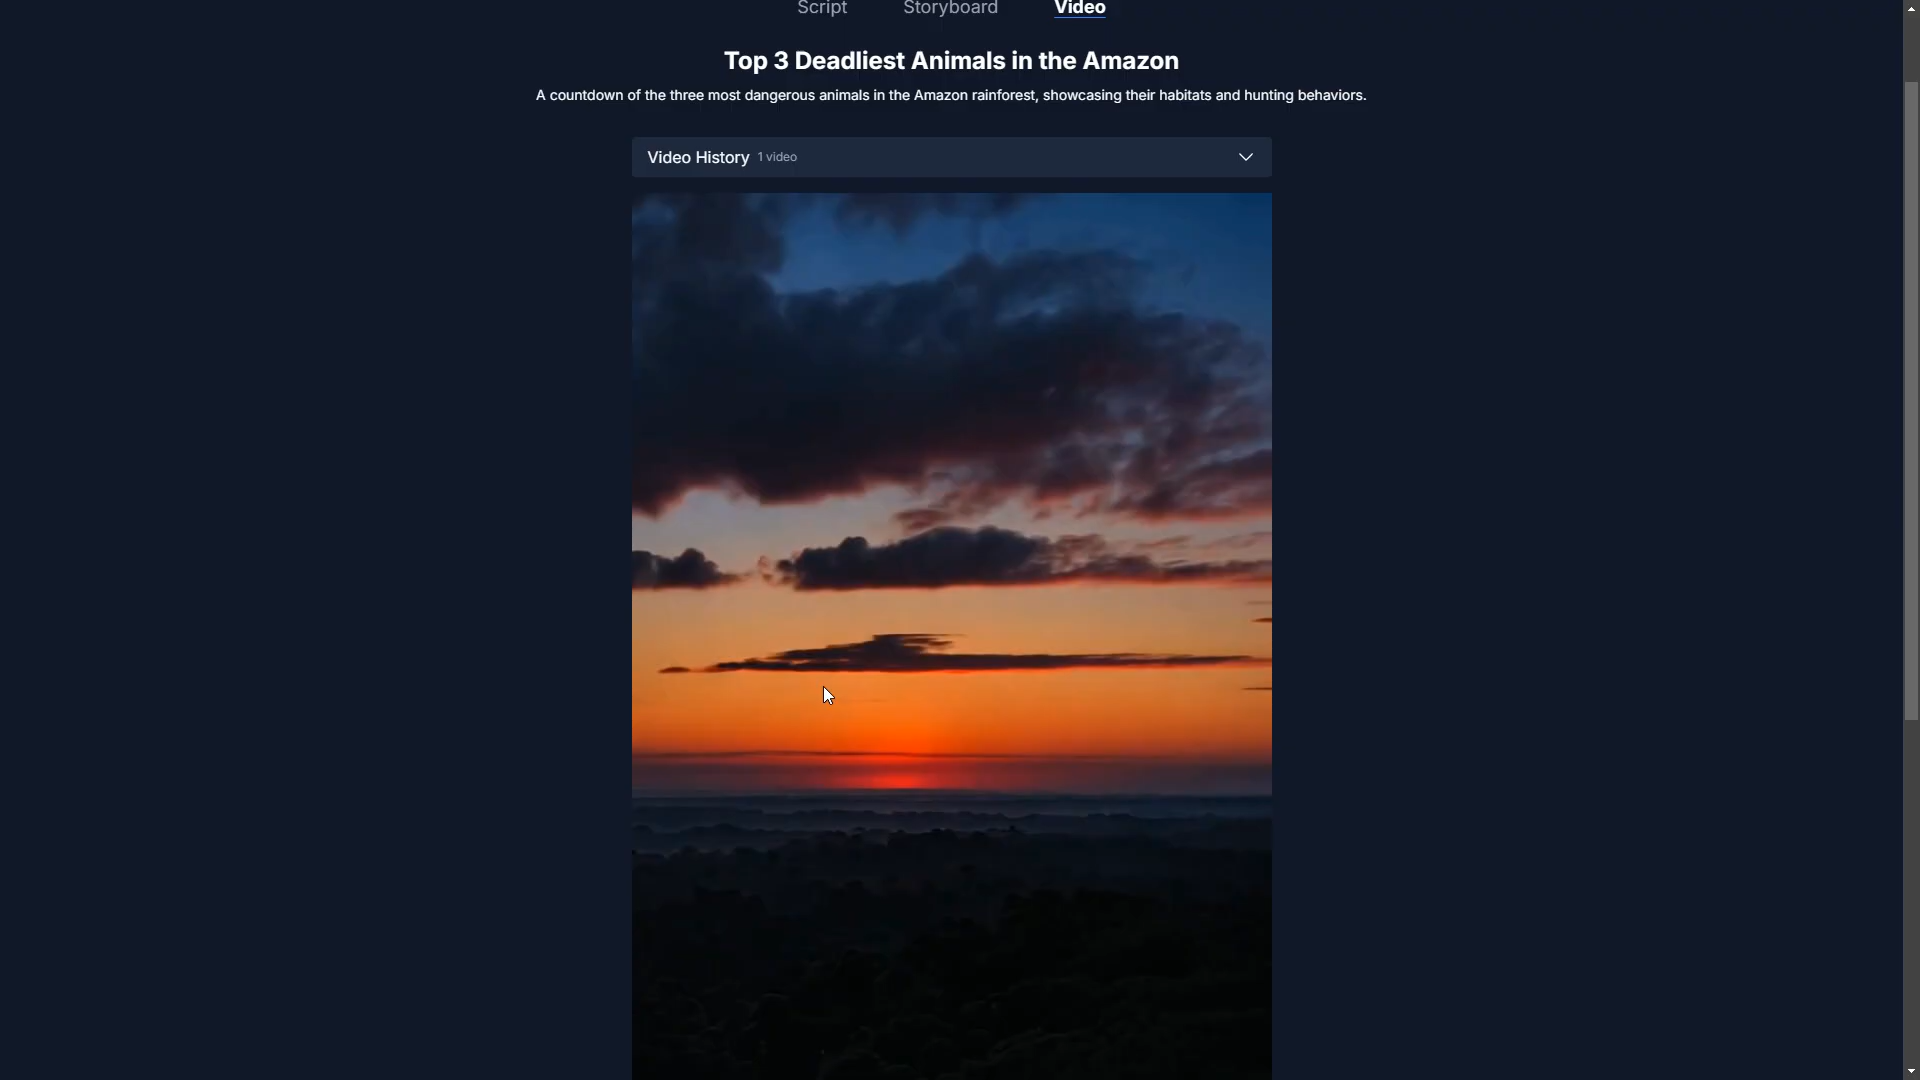 Script Storyboard Video
Top 3 Deadliest Animals in the Amazon
A countdown of the three most dangerous animals in the Amazon rainforest, showcasing their habitats and hunting behaviors.
Video History 1 video